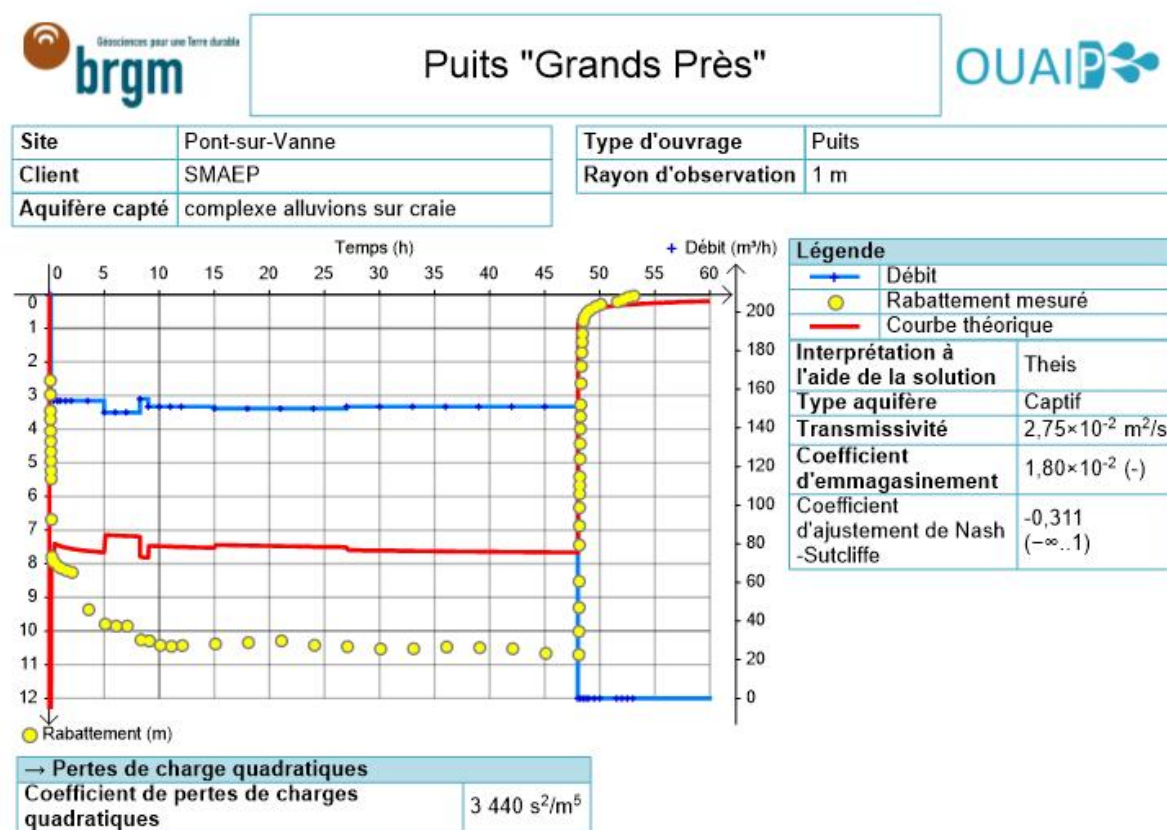 Géosciences pour une Terre durable
brgm
Puits "Grands Près"
OUAIP
Site Pont-sur-Vanne
Client SMAEP
Aquifère capté complexe alluvions sur craie
Type d'ouvrage Puits
Rayon d'observation 1 m
Temps (h)
+ Débit (m³/h)
0 5 10 15 20 25 30 35 40 45 50 55 60
0
1
2
3
4
5
6
7
8
9
10
11
12
200
180
160
140
120
100
80
60
40
20
0
Rabattement (m)
Légende
Débit
Rabattement mesuré
Courbe théorique
Interprétation à
l'aide de la solution
Theis
Type aquifère Captif
Transmissivité 2,75×10⁻² m²/s
Coefficient
d'emmagasinement
1,80×10⁻² (-)
Coefficient
d'ajustement de Nash
-Sutcliffe
-0,311
(−∞..1)
→ Pertes de charge quadratiques
Coefficient de pertes de charges
quadratiques
3 440 s²/m⁵